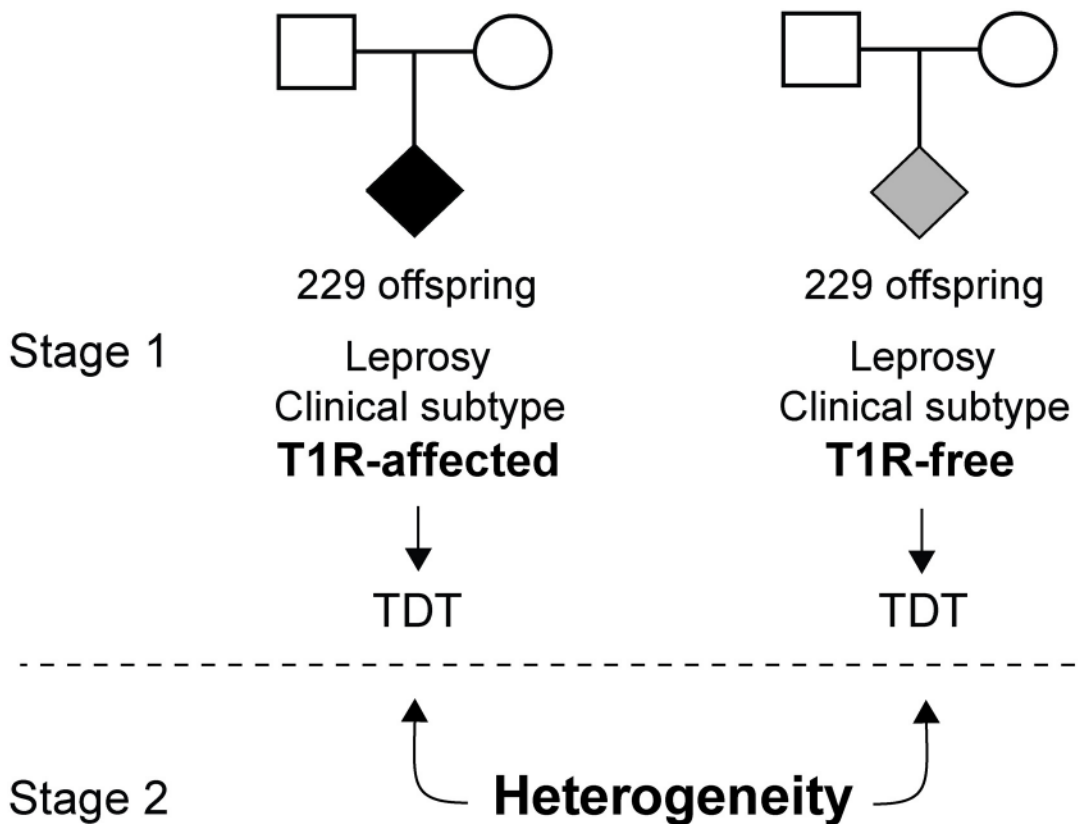 229 offspring
229 offspring
Stage 1
Leprosy
Clinical subtype
T1R-affected
Leprosy
Clinical subtype
T1R-free
TDT
TDT
Stage 2
Heterogeneity